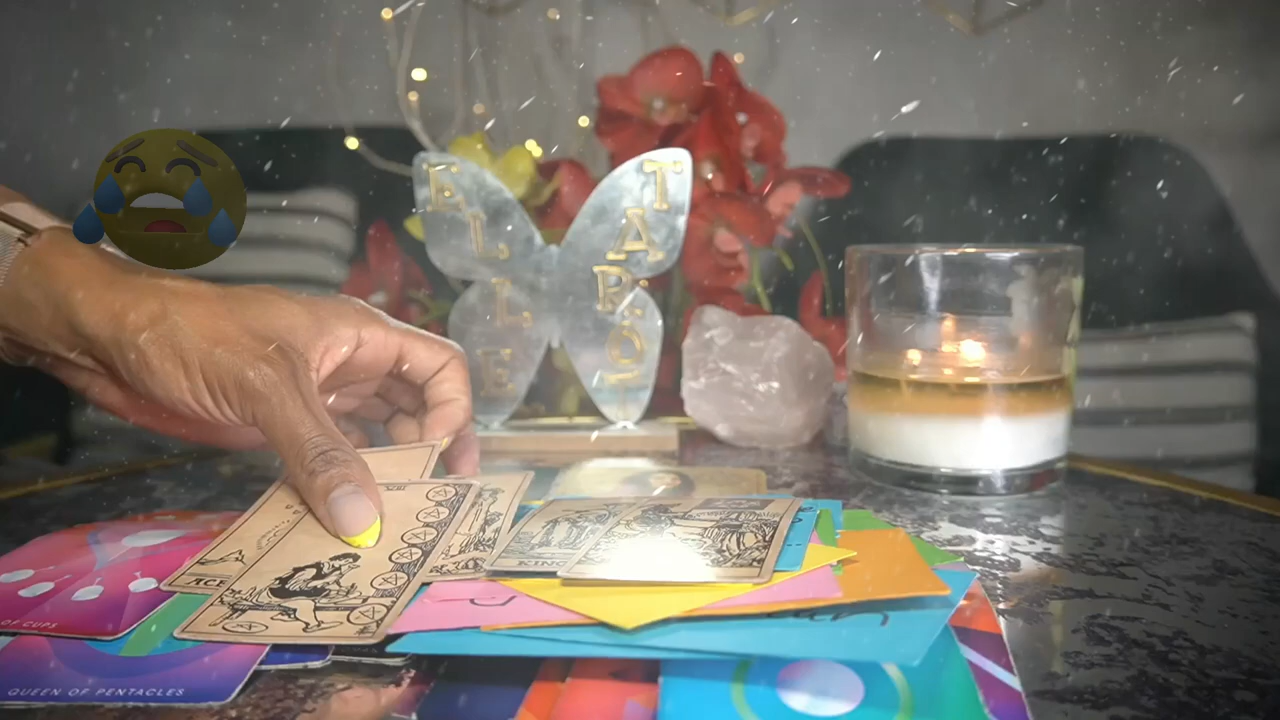 ELLE
TAROT
ACE
KING
OF CUPS
QUEEN OF PENTACLES